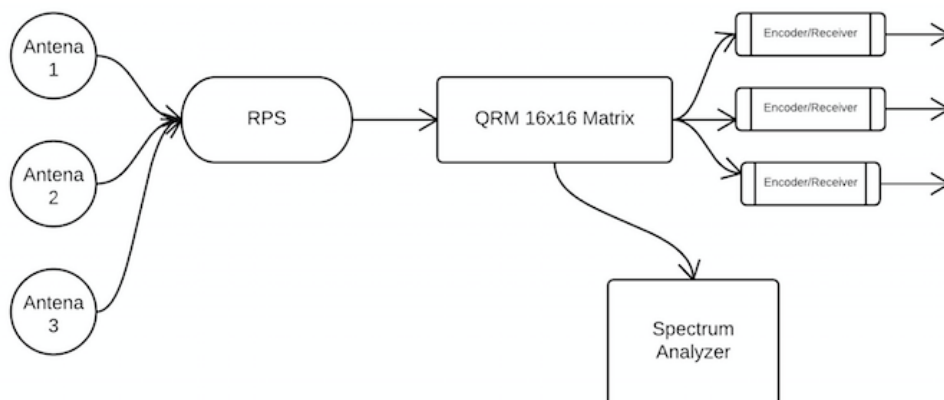 Antena
1
Antena
2
Antena
3
RPS
QRM 16x16 Matrix
Encoder/Receiver
Encoder/Receiver
Encoder/Receiver
Spectrum
Analyzer